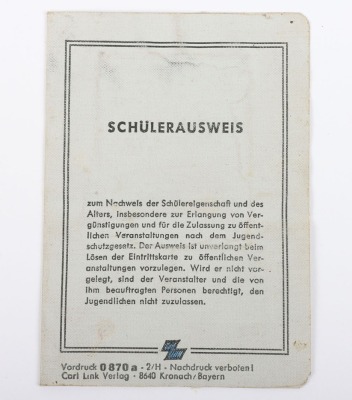 SCHÜLERAUSWEIS
zum Nachweis der Schülereigenschaft und des
Alters, insbesondere zur Erlangung von Ver-
günstigungen und für die Zulassung zu öffent-
lichen Veranstaltungen nach dem Jugend-
schutzgesetz. Der Ausweis ist unverlangt beim
Lösen der Eintrittskarte zu öffentlichen Ver-
anstaltungen vorzulegen. Wird er nicht vor-
gelegt, sind der Veranstalter und die von
ihm beauftragten Personen berechtigt, den
Jugendlichen nicht zuzulassen.
Vordruck 0870a - 2/H - Nachdruck verboten!
Carl Link Verlag - 8640 Kronach/Bayern